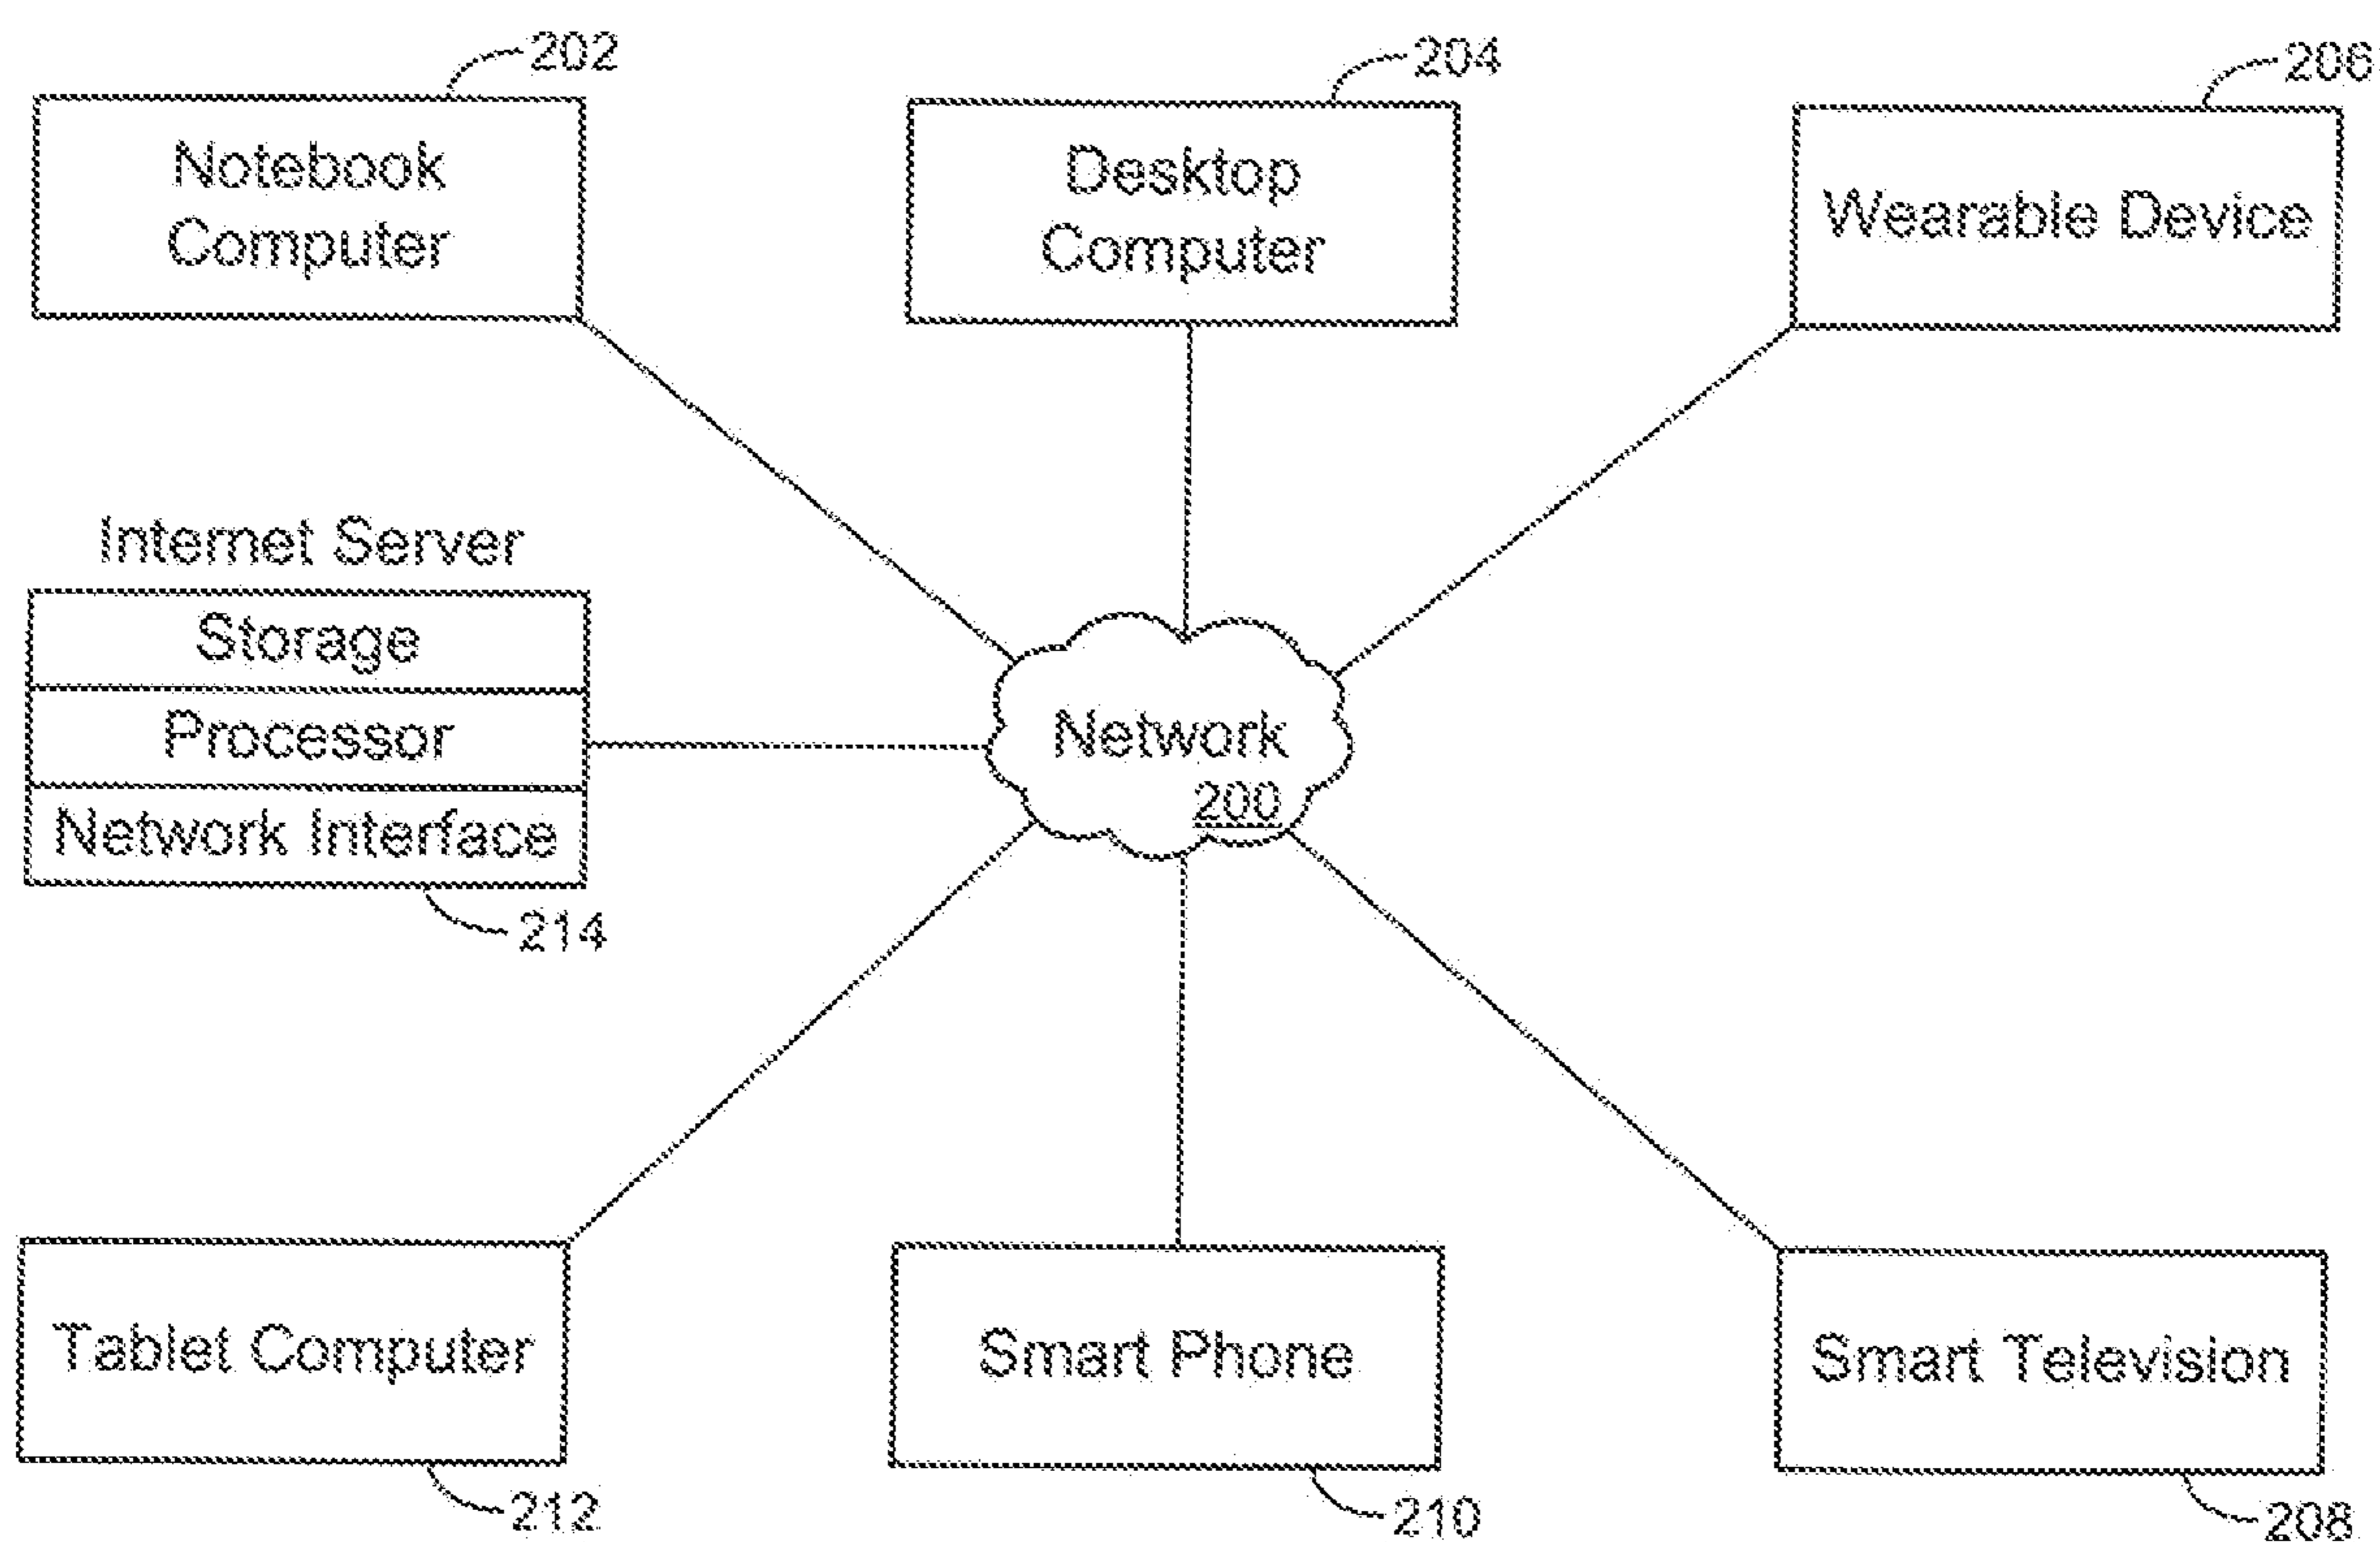 202
204
206
Notebook
Computer
Desktop
Computer
Wearable Device
Internet Server
Storage
Processor
Network Interface
214
Network
200
Tablet Computer
Smart Phone
Smart Television
212
210
208